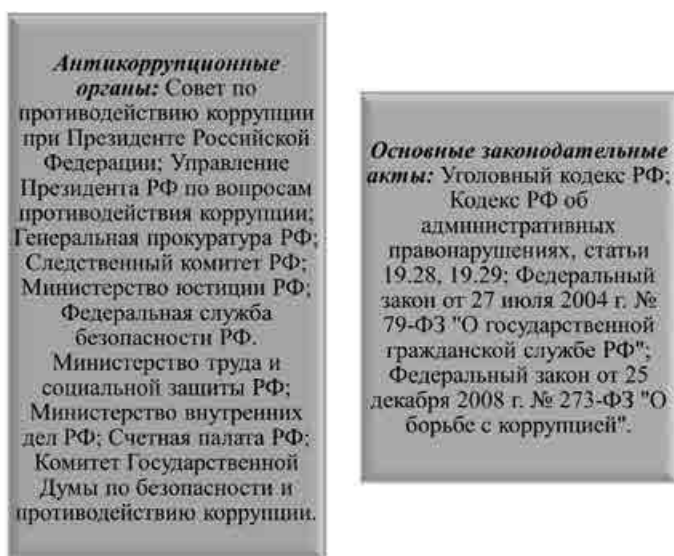 Антикоррупционные
органы: Совет по
противодействию коррупции
при Президенте Российской
Федерации; Управление
Президента РФ по вопросам
противодействия коррупции;
Генеральная прокуратура РФ;
Следственный комитет РФ;
Министерство юстиции РФ;
Федеральная служба
безопасности РФ.
Министерство труда и
социальной защиты РФ;
Министерство внутренних
дел РФ; Счетная палата РФ;
Комитет Государственной
Думы по безопасности и
противодействию коррупции.
Основные законодательные
акты: Уголовный кодекс РФ;
Кодекс РФ об
административных
правонарушениях, статьи
19.28, 19.29; Федеральный
закон от 27 июля 2004 г. №
79-ФЗ "О государственной
гражданской службе РФ";
Федеральный закон от 25
декабря 2008 г. № 273-ФЗ "О
борьбе с коррупцией".